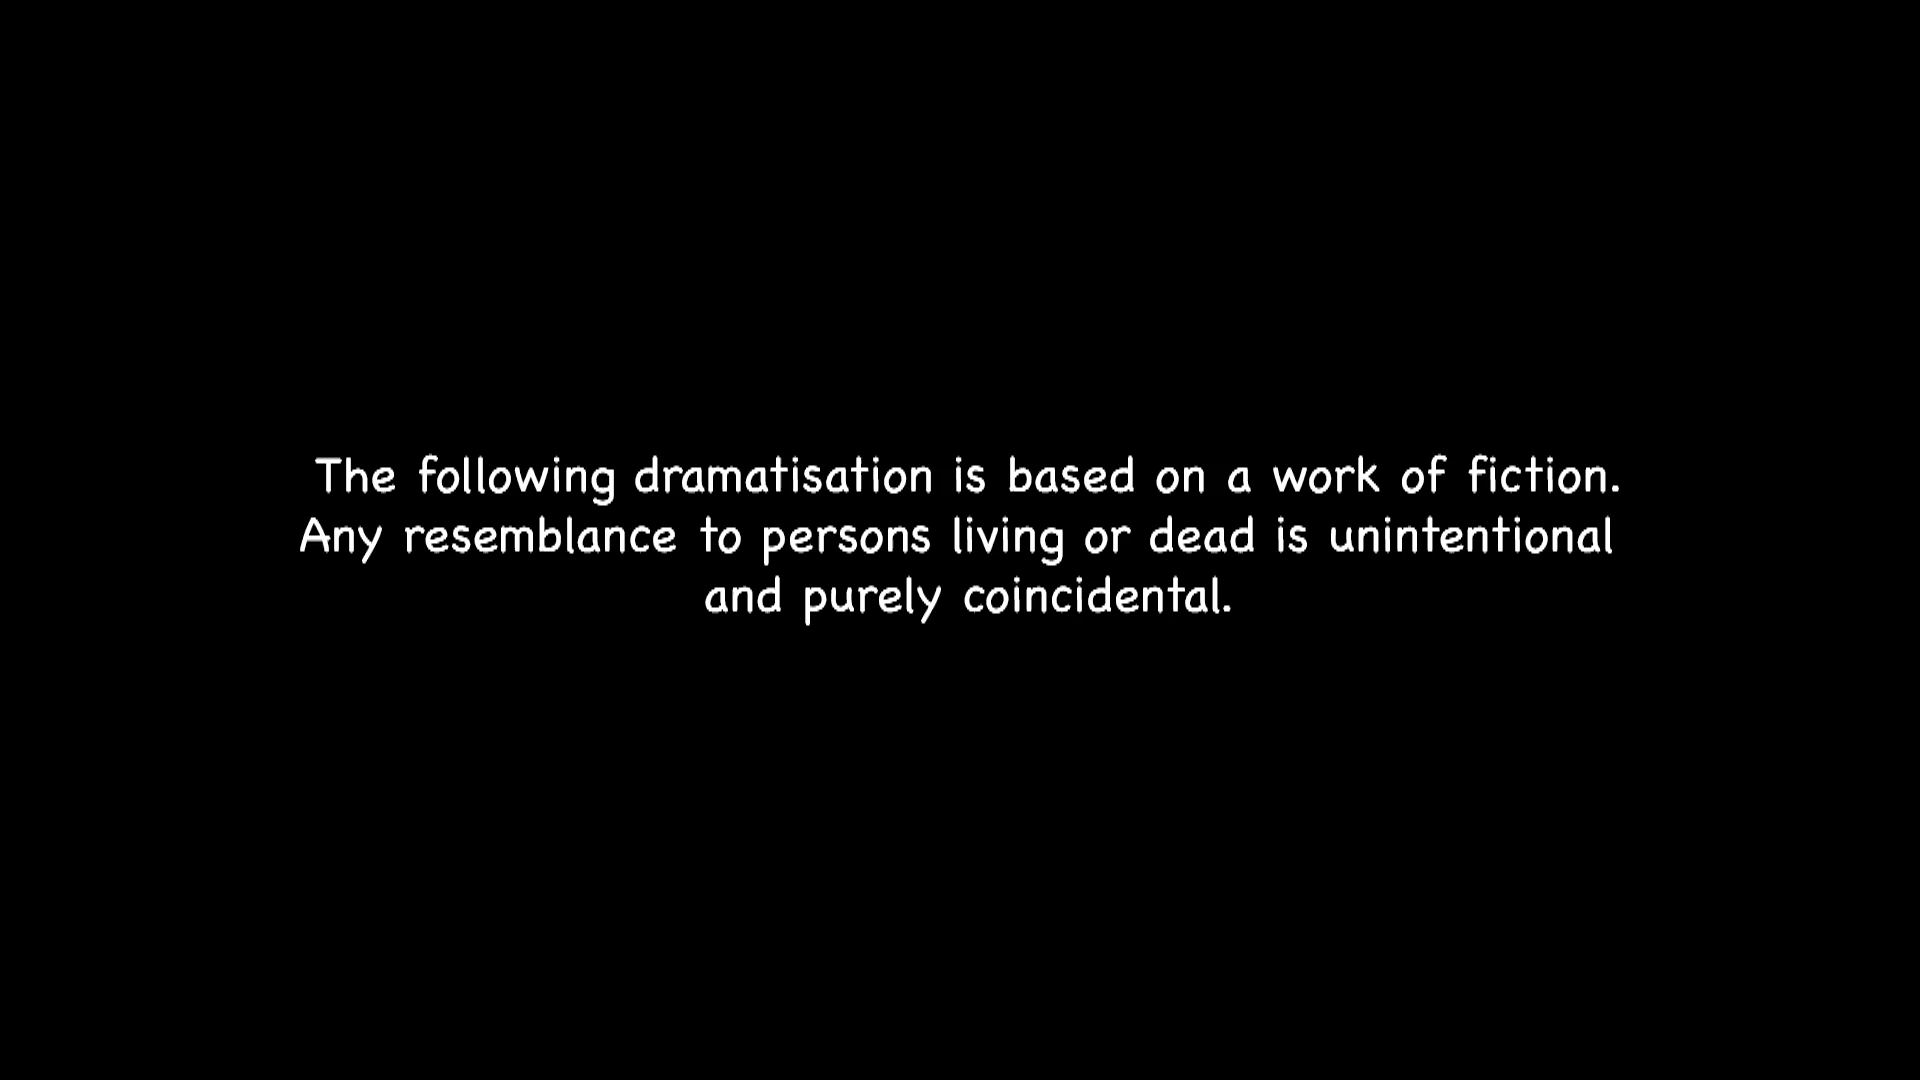 The following dramatisation is based on a work of fiction.
Any resemblance to persons living or dead is unintentional
and purely coincidental.